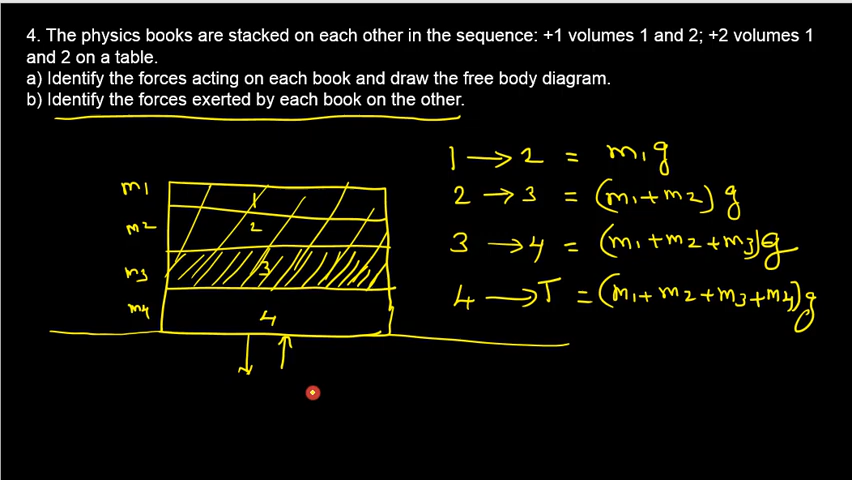 4. The physics books are stacked on each other in the sequence: +1 volumes 1 and 2; +2 volumes 1
and 2 on a table.
a) Identify the forces acting on each book and draw the free body diagram.
b) Identify the forces exerted by each book on the other.
1 → 2 = m1g
2 → 3 = (m1+m2)g
3 → 4 = (m1+m2+m3)g
4 → T = (m1+m2+m3+m4)g
m1
1
m2
2
m3
3
m4
4